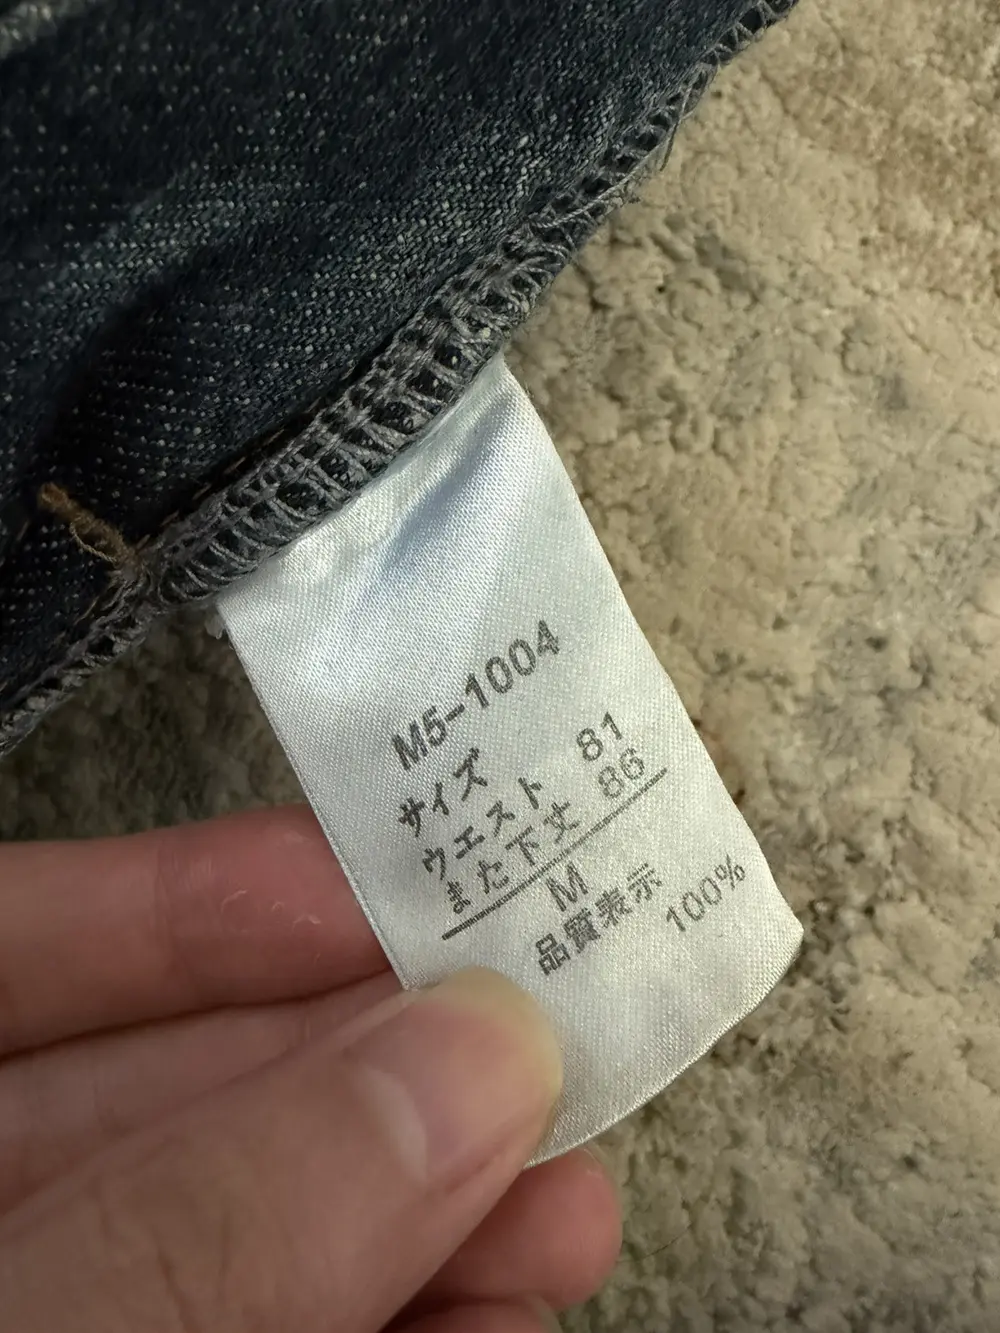 M5-1004
サイズ
ウエスト 81
また下丈 86
M
品質表示
100%